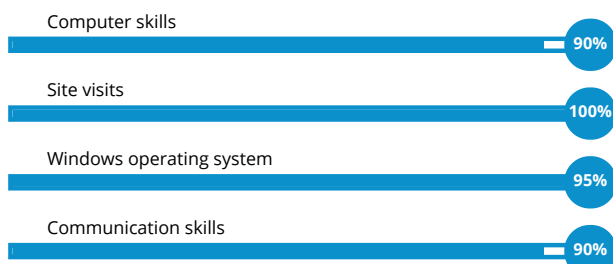 Computer skills
90%
Site visits
100%
Windows operating system
95%
Communication skills
90%